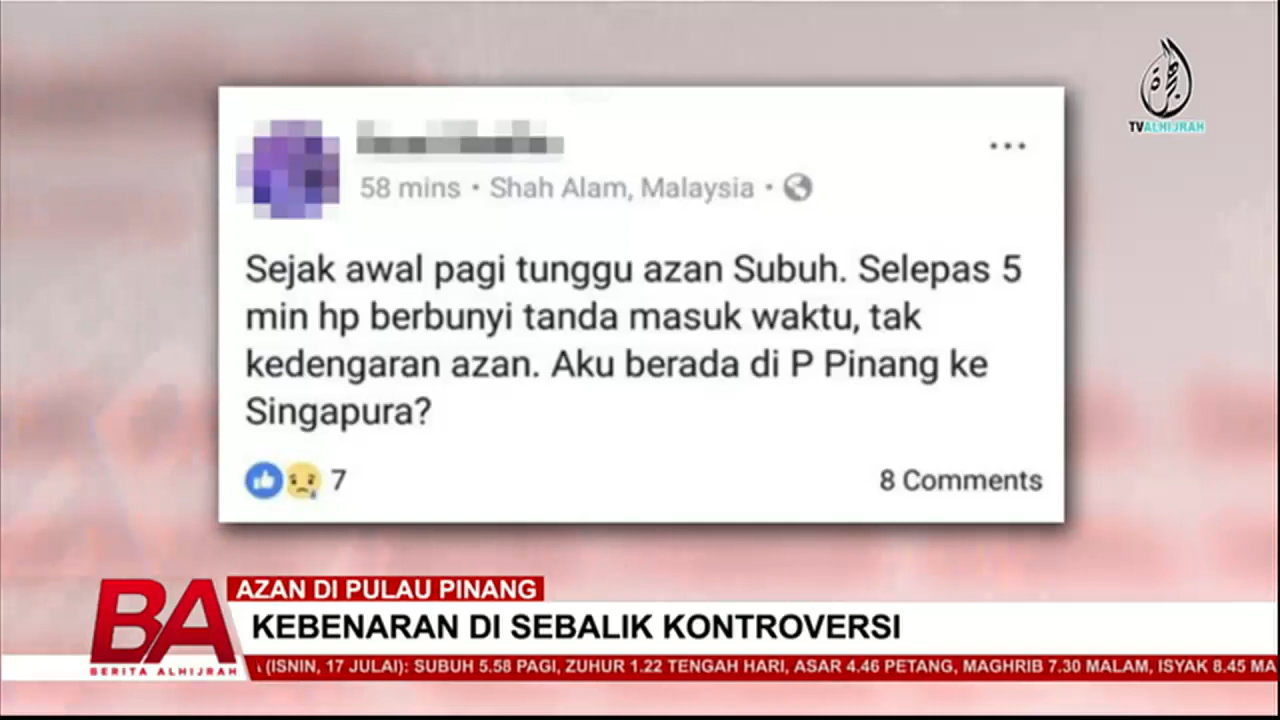 TVALHIJRAH
58 mins • Shah Alam, Malaysia •
Sejak awal pagi tunggu azan Subuh. Selepas 5
min hp berbunyi tanda masuk waktu, tak
kedengaran azan. Aku berada di P Pinang ke
Singapura?
7
8 Comments
AZAN DI PULAU PINANG
BA
KEBENARAN DI SEBALIK KONTROVERSI
BERITA ALHIJRAH
(ISNIN, 17 JULAI): SUBUH 5.58 PAGI, ZUHUR 1.22 TENGAH HARI, ASAR 4.46 PETANG, MAGHRIB 7.30 MALAM, ISYAK 8.45 MA